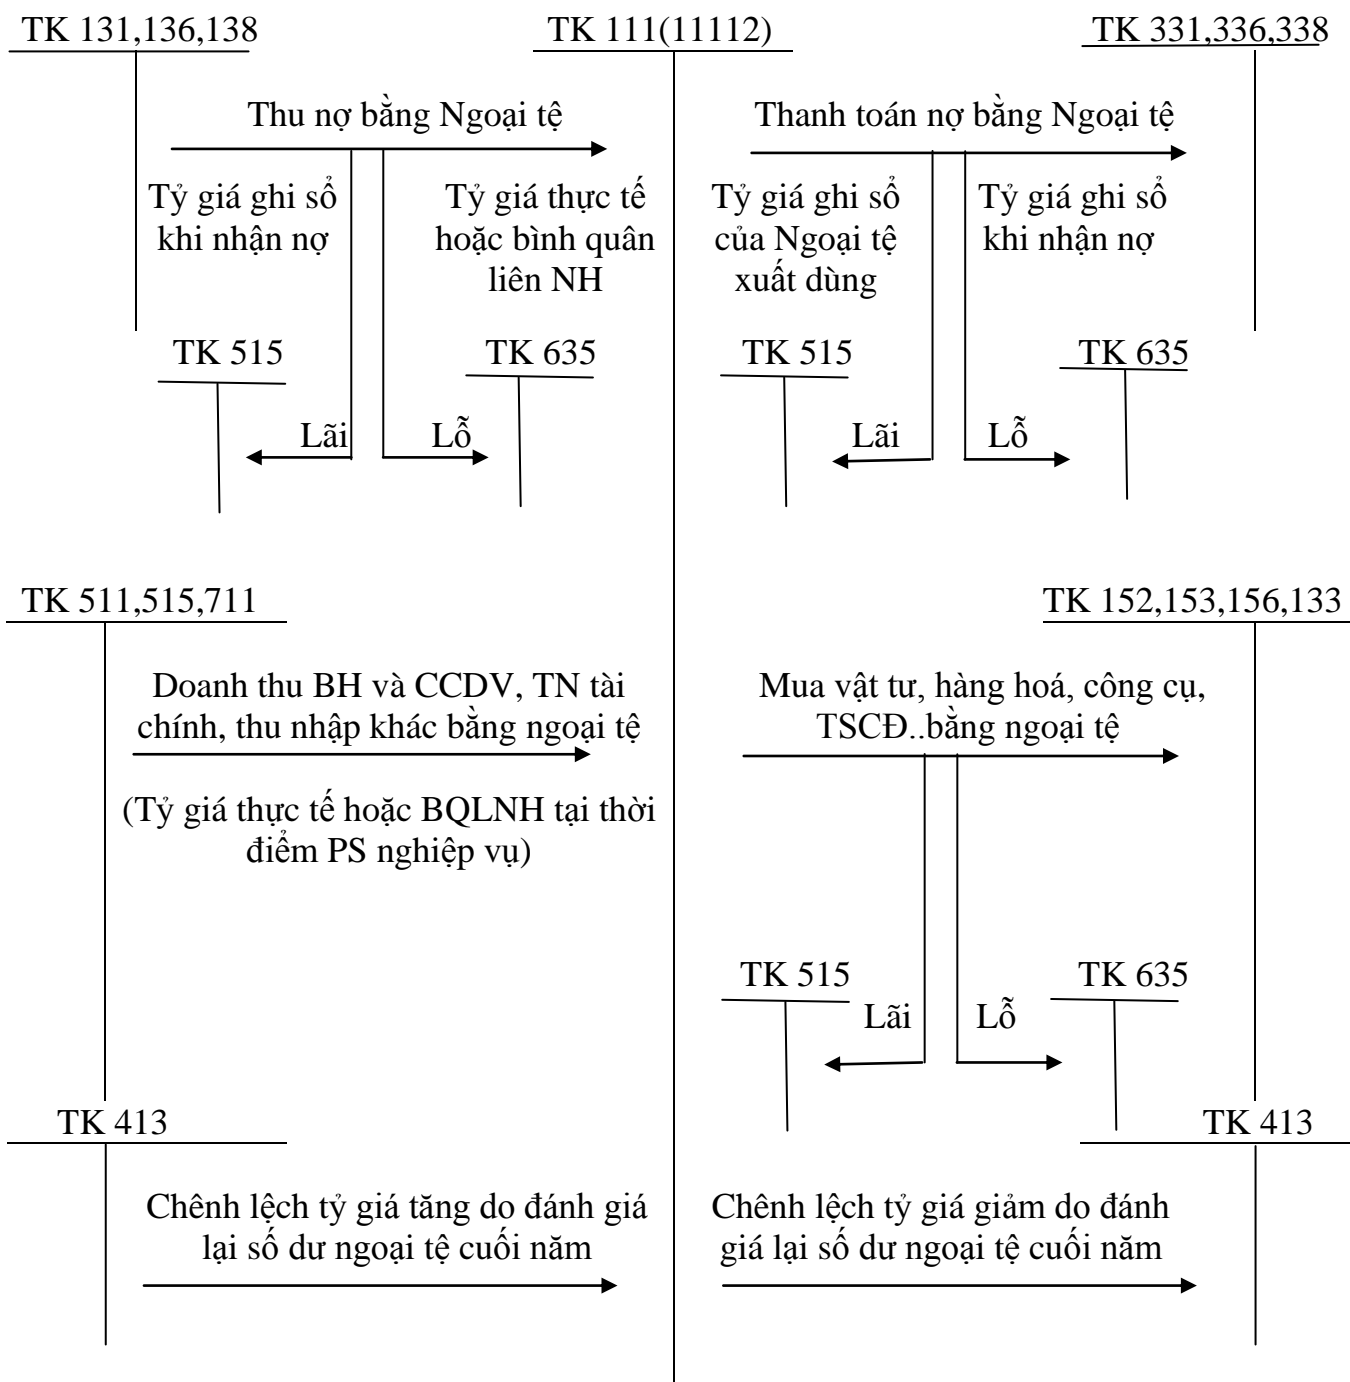 TK 131,136,138
TK 111(11112)
TK 331,336,338
Thu nợ bằng Ngoại tệ
Thanh toán nợ bằng Ngoại tệ
Tỷ giá ghi sổ
khi nhận nợ
Tỷ giá thực tế
hoặc bình quân
liên NH
Tỷ giá ghi sổ
của Ngoại tệ
xuất dùng
Tỷ giá ghi sổ
khi nhận nợ
TK 515
TK 635
TK 515
TK 635
Lãi
Lỗ
Lãi
Lỗ
TK 511,515,711
TK 152,153,156,133
Doanh thu BH và CCDV, TN tài
chính, thu nhập khác bằng ngoại tệ
Mua vật tư, hàng hoá, công cụ,
TSCĐ..bằng ngoại tệ
(Tỷ giá thực tế hoặc BQLNH tại thời
điểm PS nghiệp vụ)
TK 515
TK 635
Lãi
Lỗ
TK 413
TK 413
Chênh lệch tỷ giá tăng do đánh giá
lại số dư ngoại tệ cuối năm
Chênh lệch tỷ giá giảm do đánh
giá lại số dư ngoại tệ cuối năm